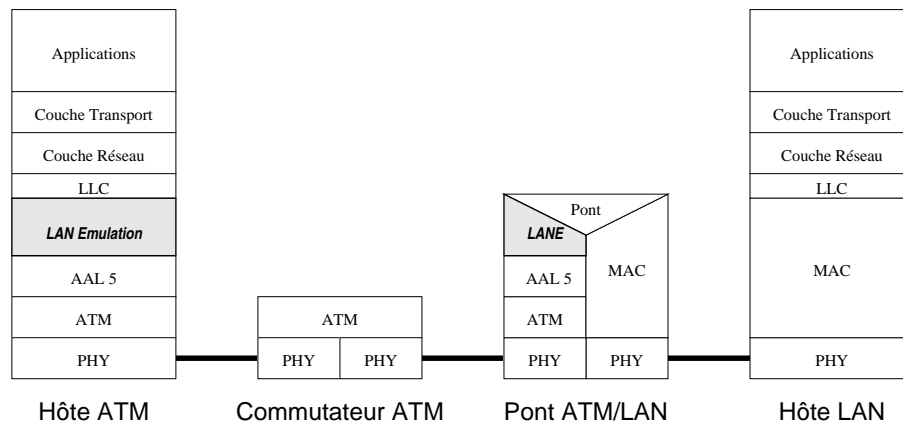 Applications
Couche Transport
Couche Réseau
LLC
LAN Emulation
AAL 5
ATM
PHY
Hôte ATM
ATM
PHY PHY
Commutateur ATM
Pont
LANE
MAC
AAL 5
ATM
PHY PHY
Pont ATM/LAN
Applications
Couche Transport
Couche Réseau
LLC
MAC
PHY
Hôte LAN